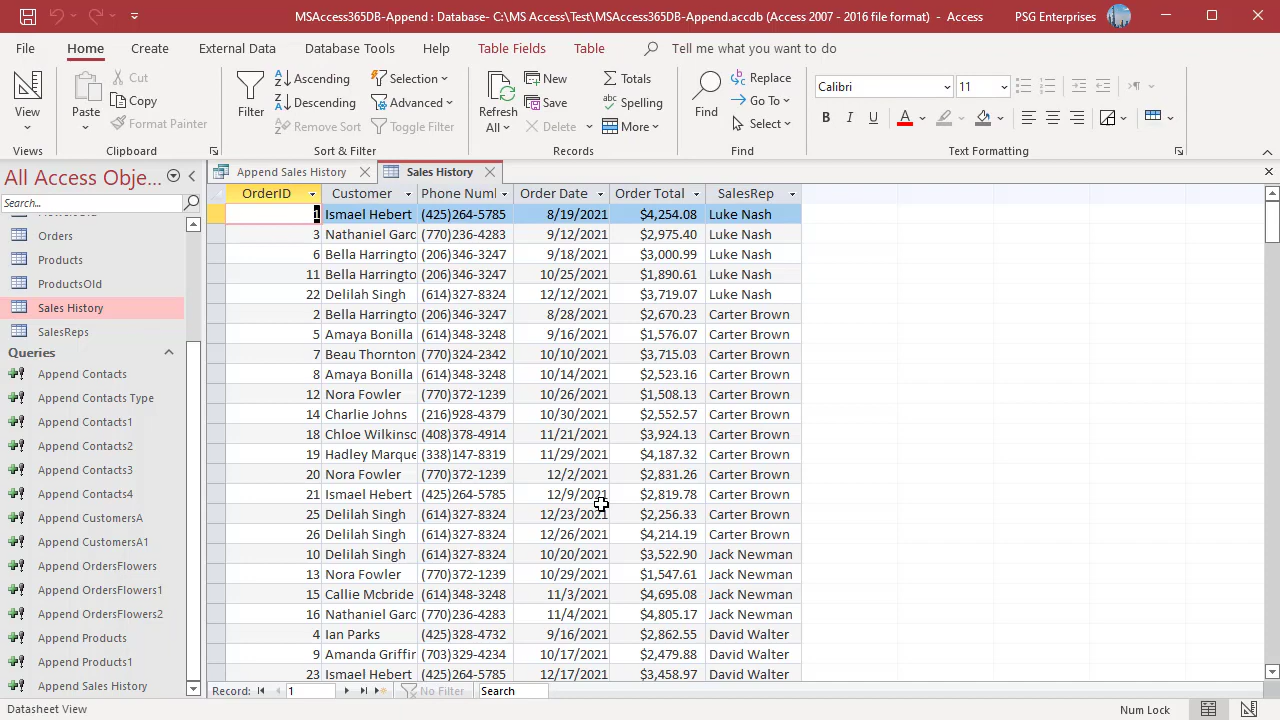 MSAccess365DB-Append : Database- C:\MS Access\Test\MSAccess365DB-Append.accdb (Access 2007 - 2016 file format) - Access
PSG Enterprises
File Home Create External Data Database Tools Help Table Fields Table Tell me what you want to do
View
Views
Paste
Cut
Copy
Format Painter
Clipboard
Filter
Ascending
Descending
Remove Sort
Selection
Advanced
Toggle Filter
Sort & Filter
Refresh
All
New
Save
Delete
Totals
Spelling
More
Records
Find
Replace
Go To
Select
Find
Calibri 11
B I U A
Text Formatting
All Access Obje...
Search...
Orders
Products
ProductsOld
Sales History
SalesReps
Queries
Append Contacts
Append Contacts Type
Append Contacts1
Append Contacts2
Append Contacts3
Append Contacts4
Append CustomersA
Append CustomersA1
Append OrdersFlowers
Append OrdersFlowers1
Append OrdersFlowers2
Append Products
Append Products1
Append Sales History
Append Sales History Sales History
OrderID Customer Phone Numl Order Date Order Total SalesRep
1 Ismael Hebert (425)264-5785 8/19/2021 $4,254.08 Luke Nash
3 Nathaniel Garc (770)236-4283 9/12/2021 $2,975.40 Luke Nash
6 Bella Harringto (206)346-3247 9/18/2021 $3,000.99 Luke Nash
11 Bella Harringto (206)346-3247 10/25/2021 $1,890.61 Luke Nash
22 Delilah Singh (614)327-8324 12/12/2021 $3,719.07 Luke Nash
2 Bella Harringto (206)346-3247 8/28/2021 $2,670.23 Carter Brown
5 Amaya Bonilla (614)348-3248 9/16/2021 $1,576.07 Carter Brown
7 Beau Thornton (770)324-2342 10/10/2021 $3,715.03 Carter Brown
8 Amaya Bonilla (614)348-3248 10/14/2021 $2,523.16 Carter Brown
12 Nora Fowler (770)372-1239 10/26/2021 $1,508.13 Carter Brown
14 Charlie Johns (216)928-4379 10/30/2021 $2,552.57 Carter Brown
18 Chloe Wilkinsc (408)378-4914 11/21/2021 $3,924.13 Carter Brown
19 Hadley Marque (338)147-8319 11/29/2021 $4,187.32 Carter Brown
20 Nora Fowler (770)372-1239 12/2/2021 $2,831.26 Carter Brown
21 Ismael Hebert (425)264-5785 12/9/2021 $2,819.78 Carter Brown
25 Delilah Singh (614)327-8324 12/23/2021 $2,256.33 Carter Brown
26 Delilah Singh (614)327-8324 12/26/2021 $4,214.19 Carter Brown
10 Delilah Singh (614)327-8324 10/20/2021 $3,522.90 Jack Newman
13 Nora Fowler (770)372-1239 10/29/2021 $1,547.61 Jack Newman
15 Callie Mcbride (614)348-3248 11/3/2021 $4,695.08 Jack Newman
16 Nathaniel Garc (770)236-4283 11/4/2021 $4,805.17 Jack Newman
4 Ian Parks (425)328-4732 9/16/2021 $2,862.55 David Walter
9 Amanda Griffir (703)329-4234 10/17/2021 $2,479.88 David Walter
23 Ismael Hebert (425)264-5785 12/13/2021 $3,458.97 David Walter
Record: 1 No Filter Search
Datasheet View
Num Lock